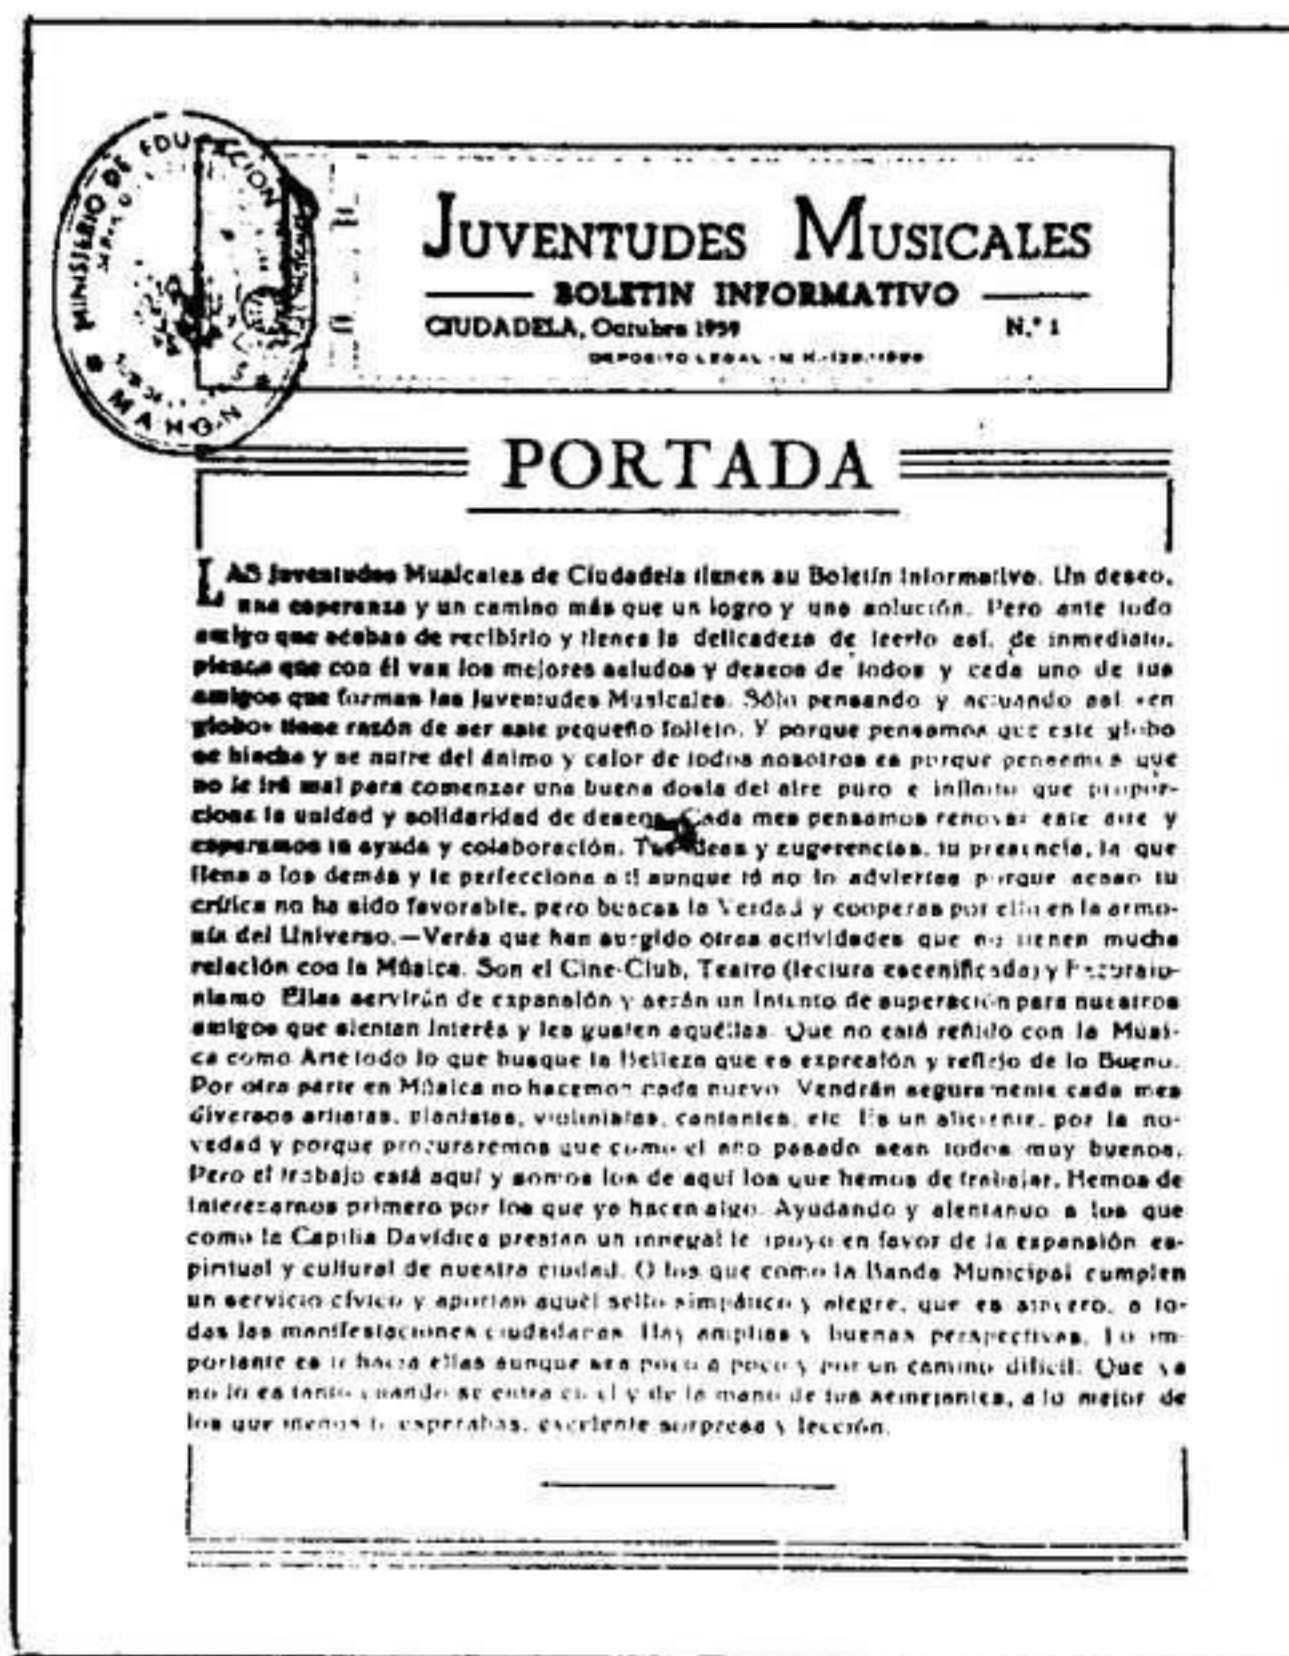 MINISTERIO DE EDUCACION
MAHON
JUVENTUDES MUSICALES
BOLETIN INFORMATIVO
CIUDADELA, Octubre 1959 N.° 1
DEPOSITO LEGAL - M H.-129.-1959
PORTADA
LAS Juventudes Musicales de Ciudadela tienen su Boletín Informativo. Un deseo,
una esperanza y un camino más que un logro y una solución. Pero ante todo
amigo que acabas de recibirlo y tienes la delicadeza de leerlo así, de inmediato,
piensa que con él van los mejores saludos y deseos de todos y cada uno de tus
amigos que forman las Juventudes Musicales. Sólo pensando y actuando así «en
globo» tiene razón de ser este pequeño folleto. Y porque pensamos que este globo
se hincha y se nutre del ánimo y calor de todos nosotros es porque pensamos que
no le irá mal para comenzar una buena dosis del aire puro e infinito que propor-
ciona la unidad y solidaridad de deseos. Cada mes pensamos renovar este aire y
esperamos tu ayuda y colaboración. Tus ideas y sugerencias, tu presencia, la que
llena a los demás y te perfecciona a tí aunque tú no lo adviertas porque acaso tu
crítica no ha sido favorable, pero buscas la Verdad y cooperas por ello en la armo-
nía del Universo.—Verás que han surgido otras actividades que no tienen mucha
relación con la Música. Son el Cine-Club, Teatro (lectura escenificada) y
nismo. Ellas servirán de expansión y serán un intento de superación para nuestros
amigos que sientan interés y les gusten aquéllas. Que no está reñido con la Músi-
ca como Arte todo lo que busque la Belleza que es expresión y reflejo de lo Bueno.
Por otra parte en Música no hacemos nada nuevo. Vendrán seguramente cada mes
diversos artistas, pianistas, violinistas, cantantes, etc. Es un aliciente, por la no-
vedad y porque procuraremos que como el año pasado sean todos muy buenos.
Pero el trabajo está aquí y somos los de aquí los que hemos de trabajar. Hemos de
interezarnos primero por los que ya hacen algo. Ayudando y alentando a los que
como la Capilla Davídica prestan un innegable apoyo en favor de la expansión es-
piritual y cultural de nuestra ciudad. O los que como la Banda Municipal cumplen
un servicio cívico y aportan aquél sello simpático y alegre, que es sincero, a to-
das las manifestaciones ciudadanas. Hay amplias y buenas perspectivas. Lo im-
portante es ir hacia ellas aunque sea poco a poco y por un camino difícil. Que ya
no lo es tanto cuando se entra en él y de la mano de tus semejantes, a lo mejor de
los que menos lo esperabas, excelente sorpresa y lección.